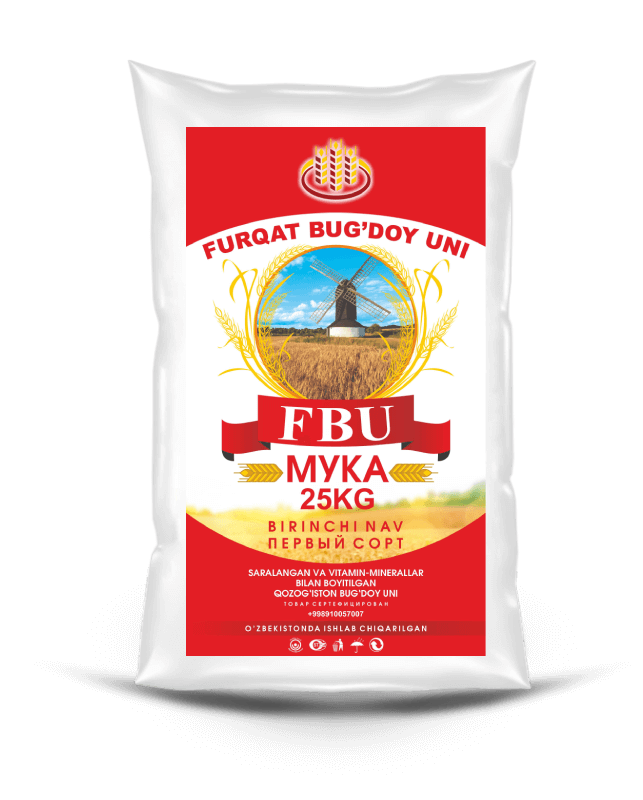 FURQAT BUG'DOY UNI
FBU
МУКА
25KG
BIRINCHI NAV
ПЕРВЫЙ СОРТ
SARALANGAN VA VITAMIN-MINERALLAR
BILAN BOYITILGAN
QOZOG'ISTON BUG'DOY UNI
ТОВАР СЕРТЕФИЦИРОВАН
+998910057007
O'ZBEKISTONDA ISHLAB CHIQARILGAN